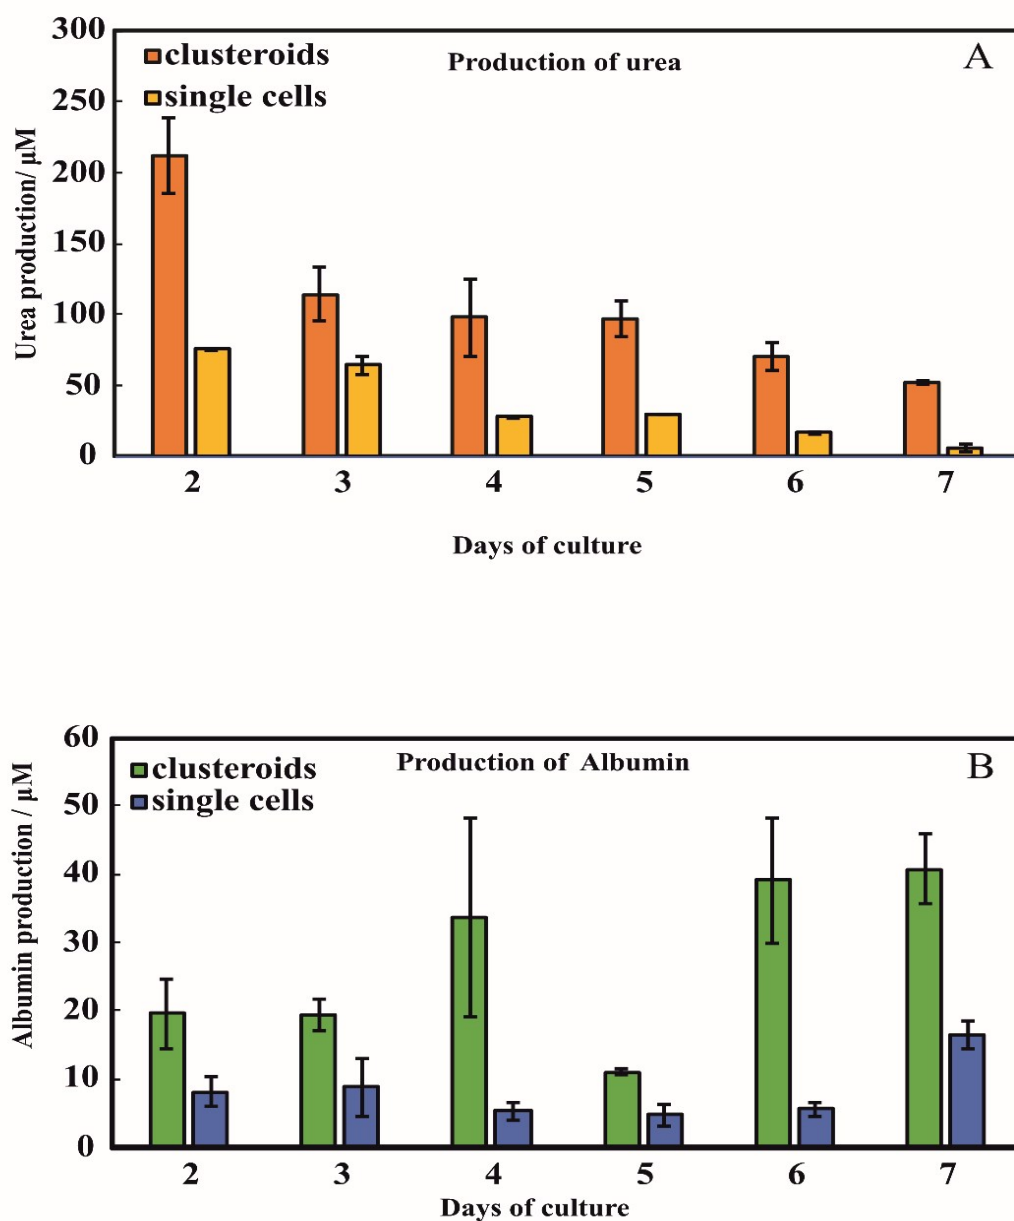 300
250
200
150
100
50
0
Urea production/ µM
clusteroids
single cells
Production of urea
A
2 3 4 5 6 7
Days of culture
60
50
40
30
20
10
0
Albumin production / µM
clusteroids
single cells
Production of Albumin
B
2 3 4 5 6 7
Days of culture